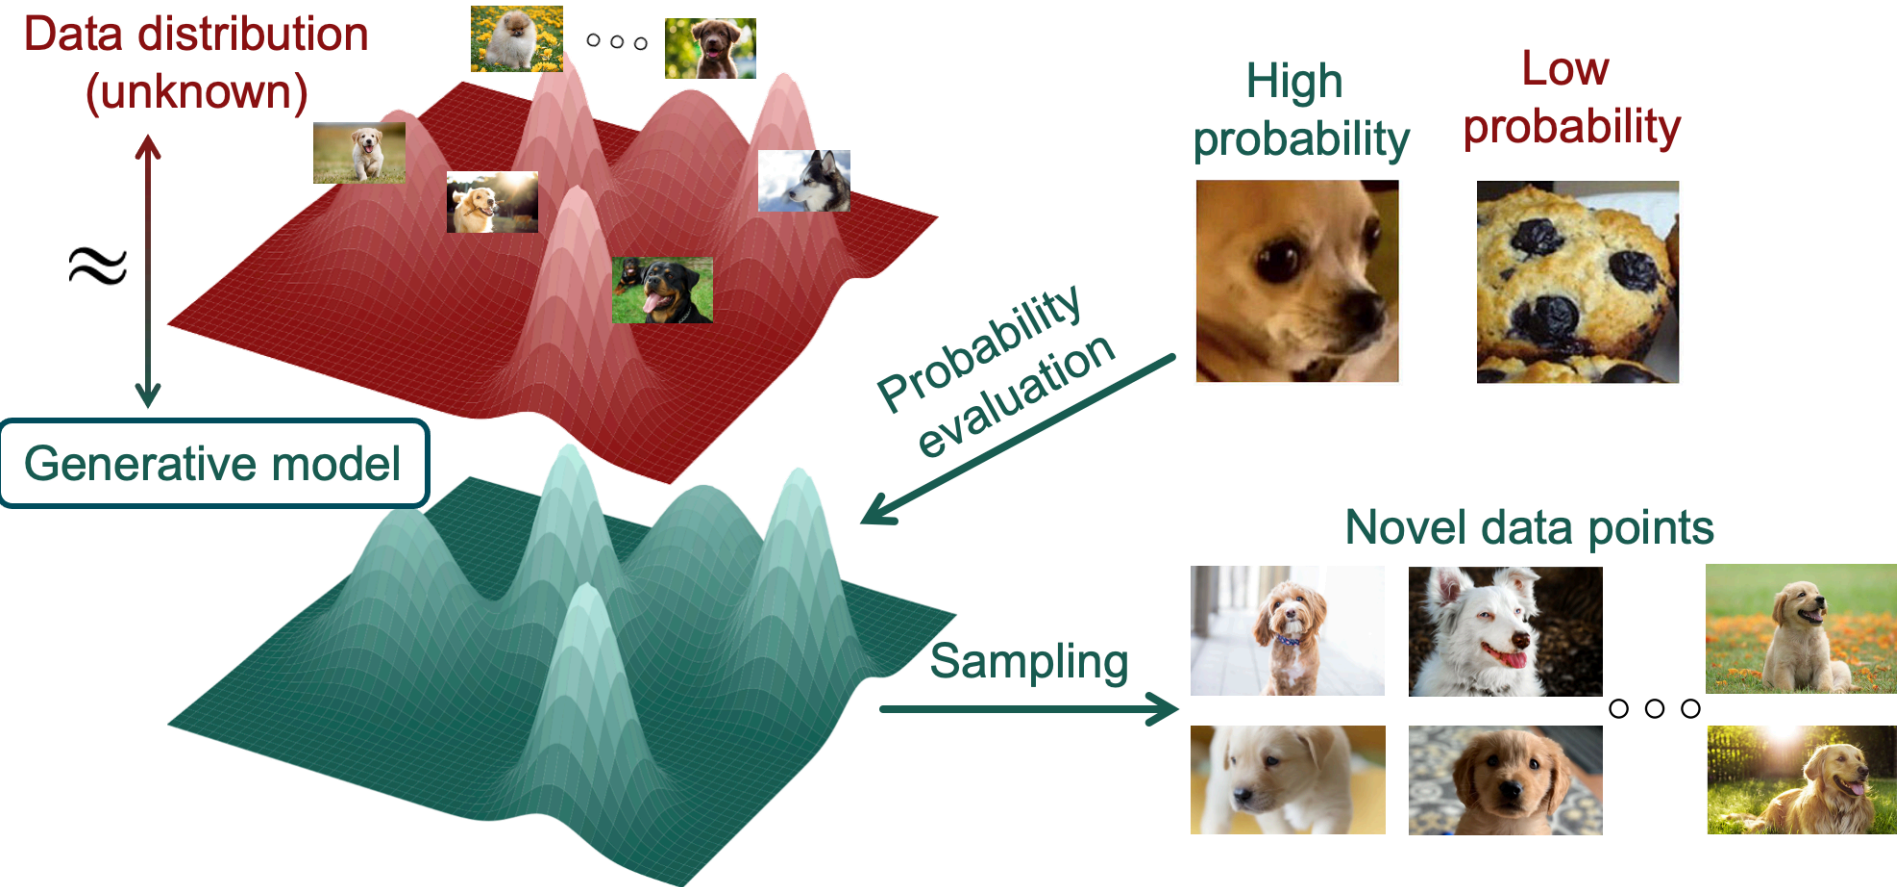 Data distribution
(unknown)
≈
Generative model
High
probability
Low
probability
Probability
evaluation
Sampling
Novel data points